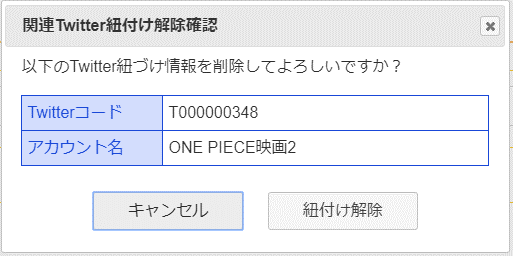 関連Twitter紐付け解除確認
以下のTwitter紐づけ情報を削除してよろしいですか？
Twitterコード T000000348
アカウント名 ONE PIECE映画2
キャンセル 紐付け解除